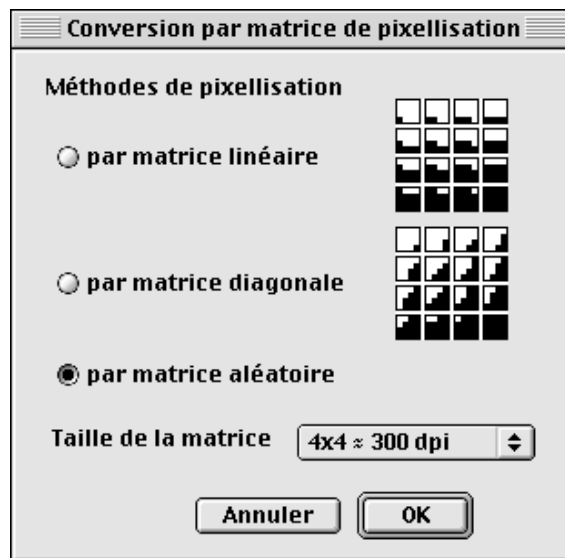 Conversion par matrice de pixellisation
Méthodes de pixellisation
par matrice linéaire
par matrice diagonale
par matrice aléatoire
Taille de la matrice 4x4 ≈ 300 dpi
Annuler OK